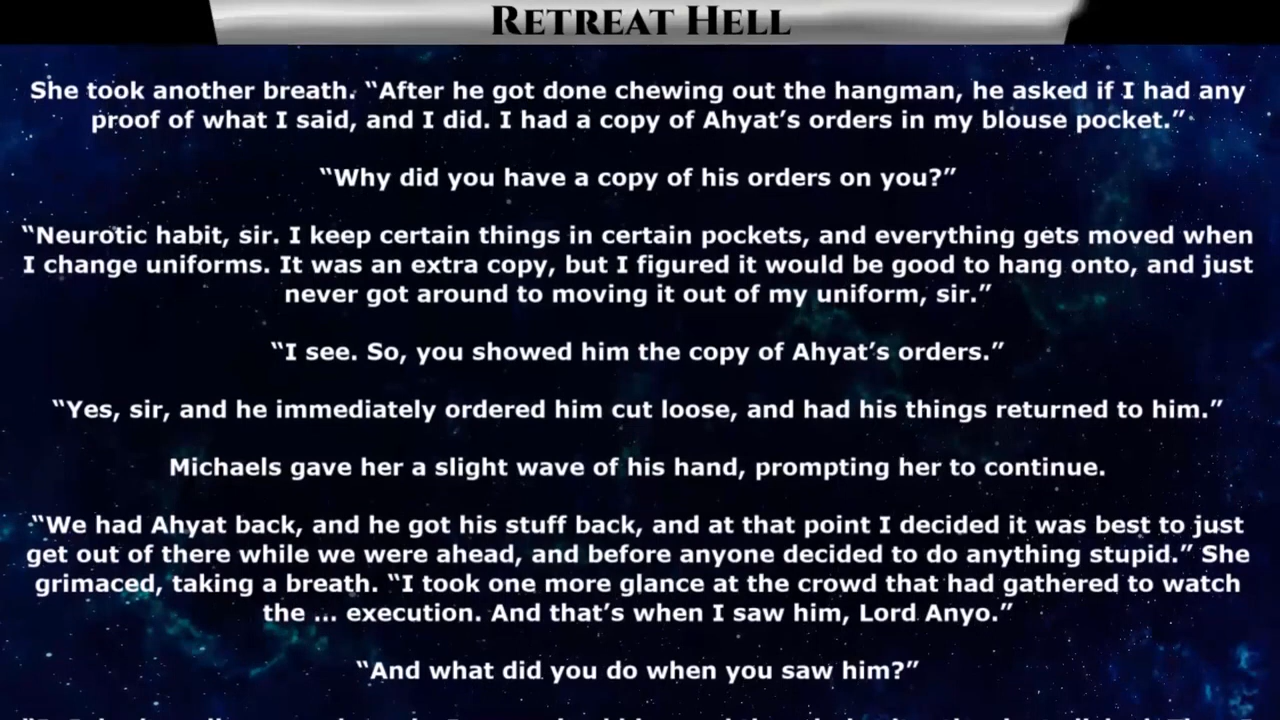 RETREAT HELL
She took another breath. “After he got done chewing out the hangman, he asked if I had any
proof of what I said, and I did. I had a copy of Ahyat’s orders in my blouse pocket.”
“Why did you have a copy of his orders on you?”
“Neurotic habit, sir. I keep certain things in certain pockets, and everything gets moved when
I change uniforms. It was an extra copy, but I figured it would be good to hang onto, and just
never got around to moving it out of my uniform, sir.”
“I see. So, you showed him the copy of Ahyat’s orders.”
“Yes, sir, and he immediately ordered him cut loose, and had his things returned to him.”
Michaels gave her a slight wave of his hand, prompting her to continue.
“We had Ahyat back, and he got his stuff back, and at that point I decided it was best to just
get out of there while we were ahead, and before anyone decided to do anything stupid.” She
grimaced, taking a breath. “I took one more glance at the crowd that had gathered to watch
the ... execution. And that’s when I saw him, Lord Anyo.”
“And what did you do when you saw him?”